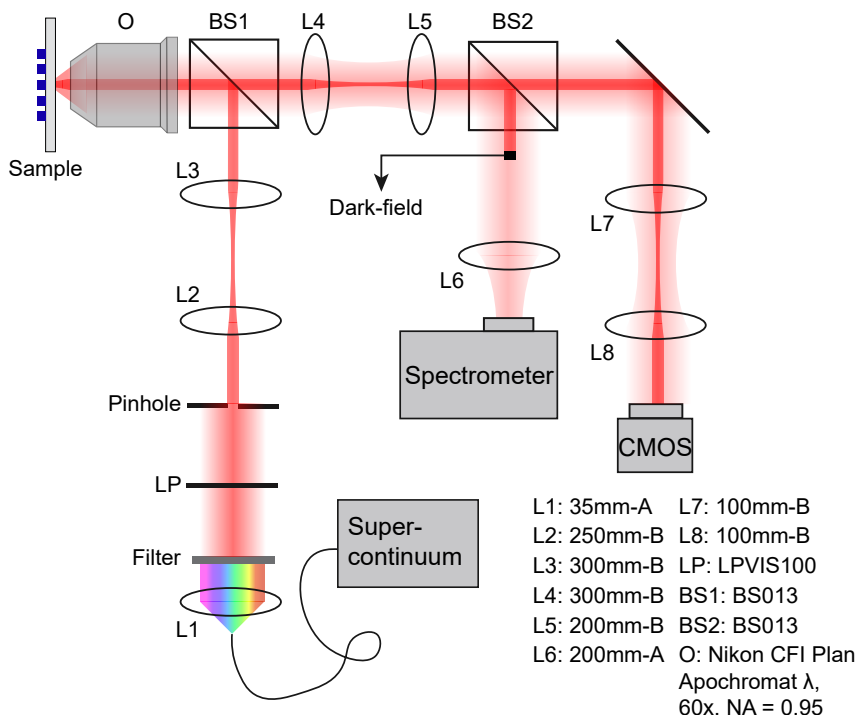 O
BS1
L4
L5
BS2
Sample
L3
Dark-field
L7
L6
L2
L8
Spectrometer
Pinhole
CMOS
LP
Super-
continuum
Filter
L1
L1: 35mm-A
L2: 250mm-B
L3: 300mm-B
L4: 300mm-B
L5: 200mm-B
L6: 200mm-A
L7: 100mm-B
L8: 100mm-B
LP: LPVIS100
BS1: BS013
BS2: BS013
O: Nikon CFI Plan
Apochromat λ,
60x, NA = 0.95